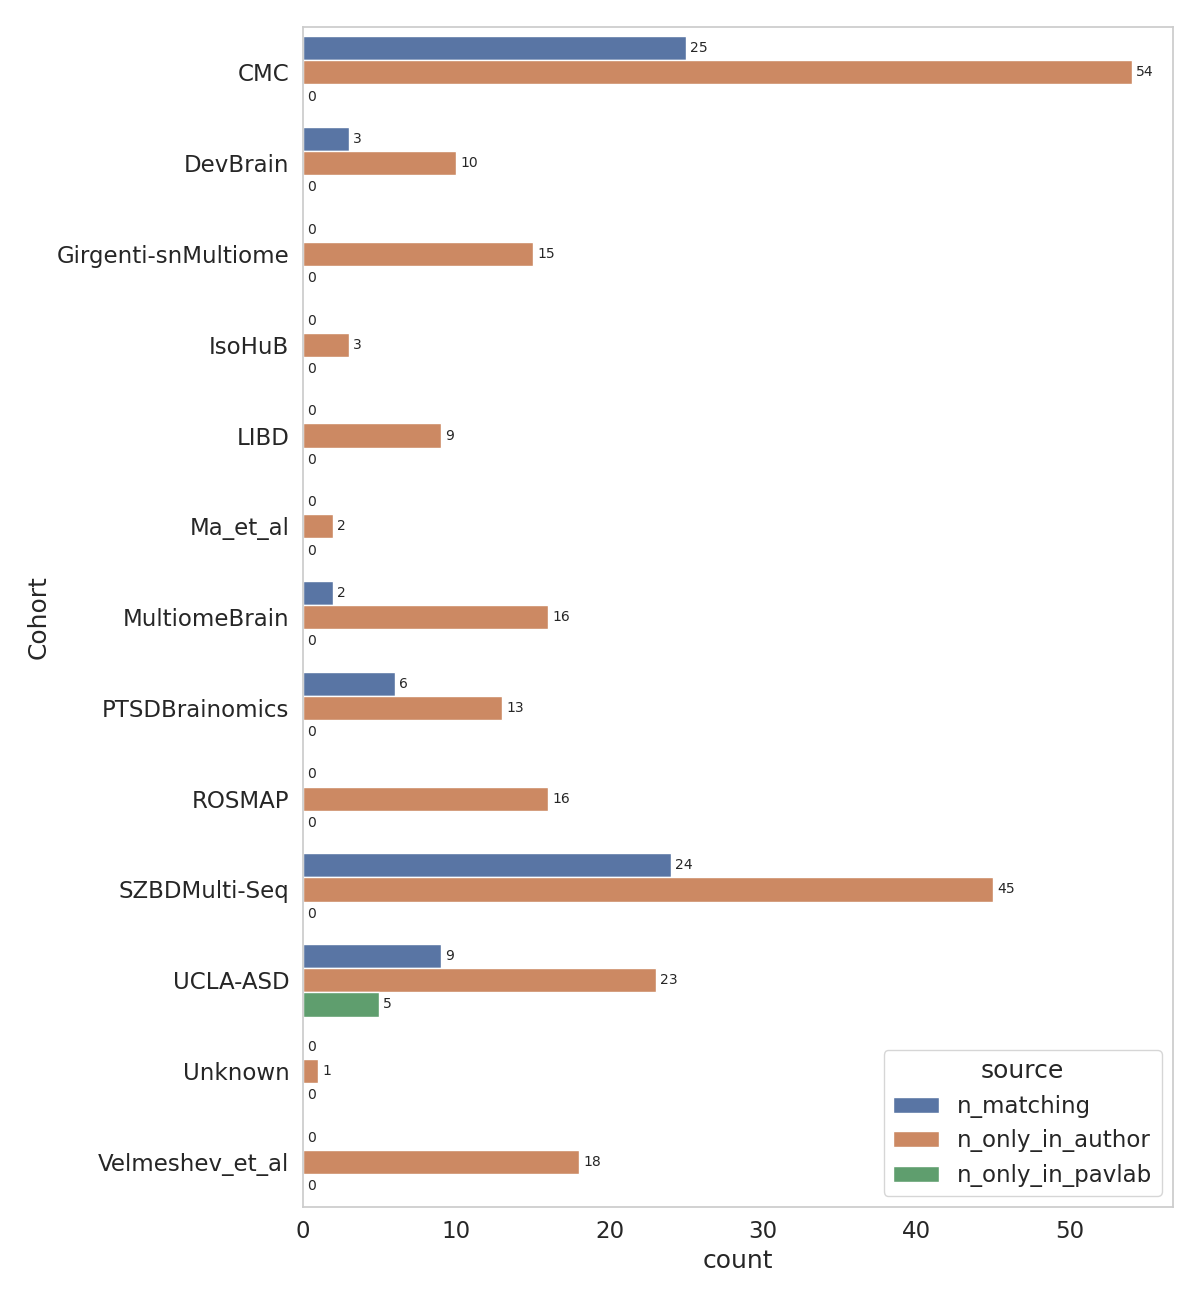 CMC
25
54
0
DevBrain
3
10
0
Girgenti-snMultiome
0
15
0
IsoHuB
0
3
0
LIBD
0
9
0
Ma_et_al
0
2
0
MultiomeBrain
2
16
0
PTSDBrainomics
6
13
0
ROSMAP
0
16
0
SZBDMulti-Seq
24
45
0
UCLA-ASD
9
23
5
Unknown
0
1
0
Velmeshev_et_al
0
18
0
Cohort
source
n_matching
n_only_in_author
n_only_in_pavlab
0 10 20 30 40 50
count